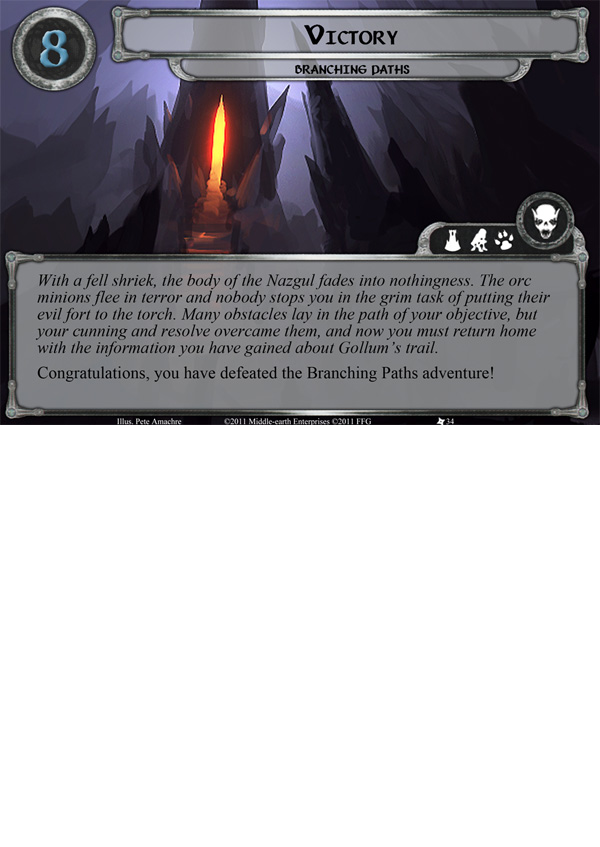 8
Victory
BRANCHING PATHS
With a fell shriek, the body of the Nazgul fades into nothingness. The orc
minions flee in terror and nobody stops you in the grim task of putting their
evil fort to the torch. Many obstacles lay in the path of your objective, but
your cunning and resolve overcame them, and now you must return home
with the information you have gained about Gollum's trail.
Congratulations, you have defeated the Branching Paths adventure!
Illus. Pete Amachre ©2011 Middle-earth Enterprises ©2011 FFG 34